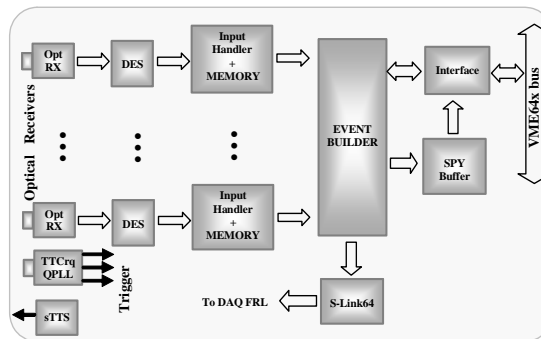 Opt
RX
DES
Input
Handler
+
MEMORY
EVENT
BUILDER
Interface
VME64x bus
SPY
Buffer
Optical Receivers
Opt
RX
DES
Input
Handler
+
MEMORY
TTCrq
QPLL
Trigger
sTTS
To DAQ FRL
S-Link64